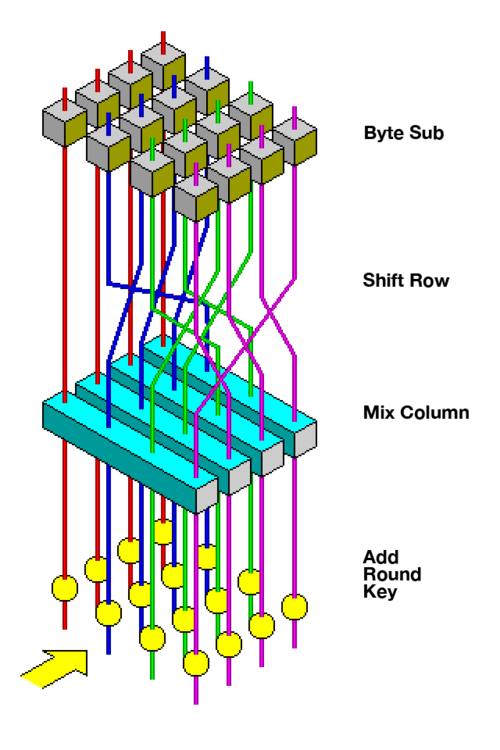 Byte Sub
Shift Row
Mix Column
Add
Round
Key